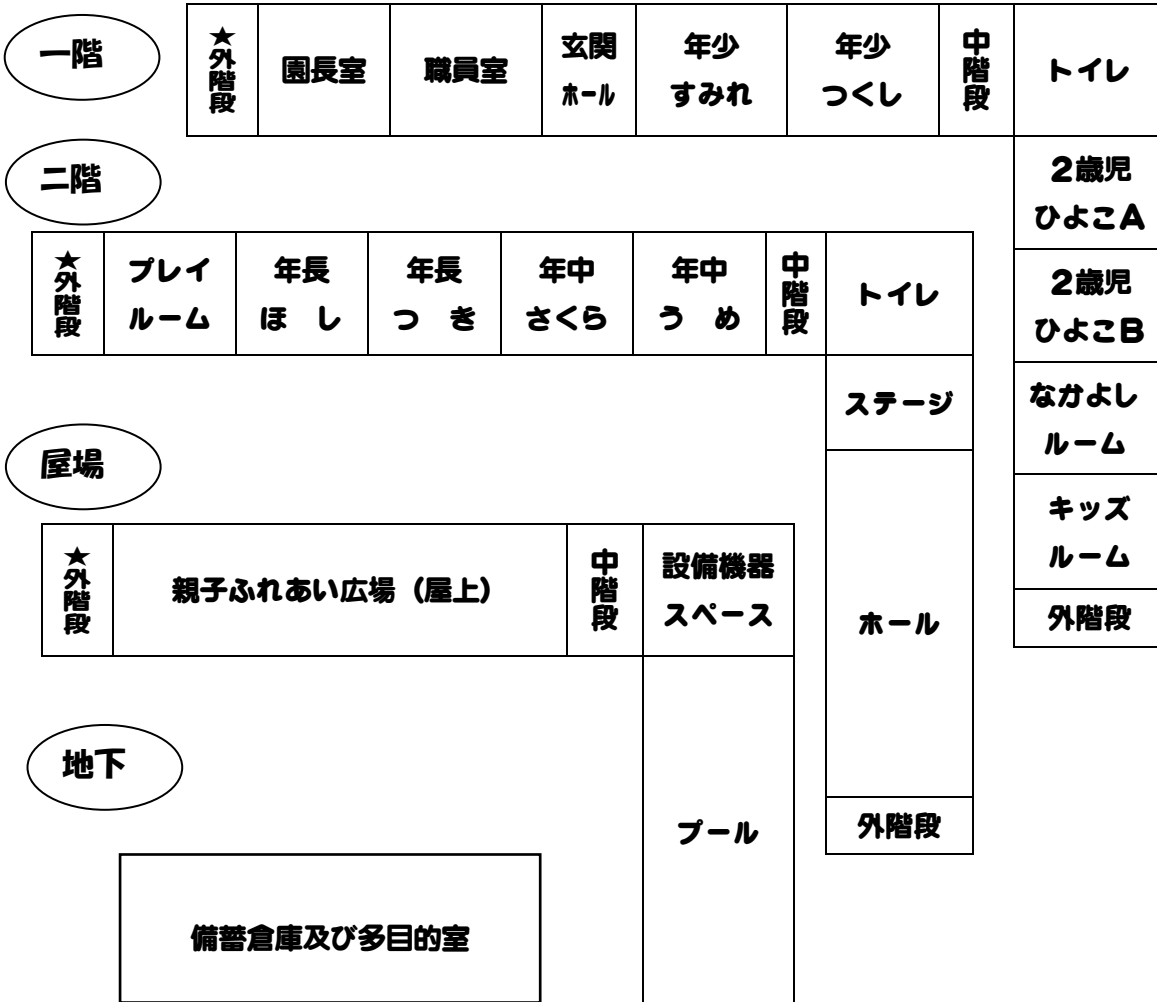 一階
★外階段
園長室
職員室
玄関
ホール
年少
すみれ
年少
つくし
中階段
トイレ
2歳児
ひよこA
2歳児
ひよこB
なかよし
ルーム
キッズ
ルーム
外階段
二階
★外階段
プレイ
ルーム
年長
ほ し
年長
つ き
年中
さくら
年中
う め
中階段
トイレ
ステージ
ホール
外階段
屋場
★外階段
親子ふれあい広場（屋上）
中階段
設備機器
スペース
プール
地下
備蓄倉庫及び多目的室